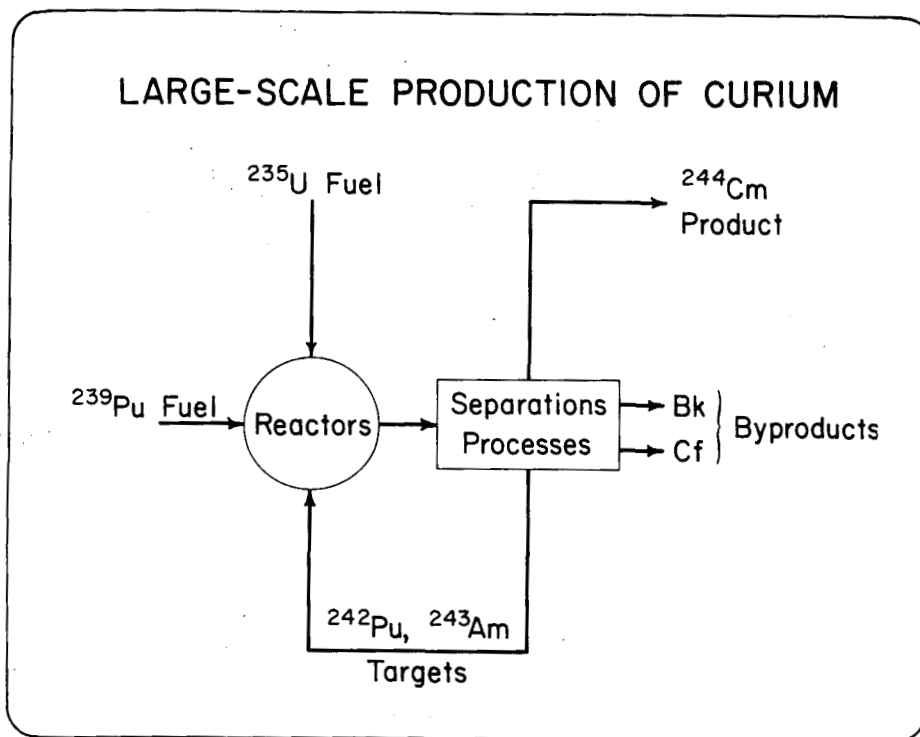 LARGE-SCALE PRODUCTION OF CURIUM
²³⁵U Fuel
²⁴⁴Cm
Product
²³⁹Pu Fuel
Reactors
Separations
Processes
Bk
Cf
Byproducts
²⁴²Pu, ²⁴³Am
Targets